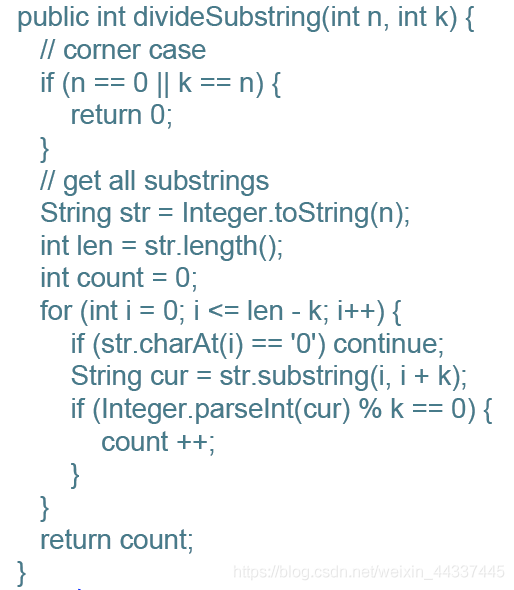 public int divideSubstring(int n, int k) {
// corner case
if (n == 0 || k == n) {
return 0;
}
// get all substrings
String str = Integer.toString(n);
int len = str.length();
int count = 0;
for (int i = 0; i <= len - k; i++) {
if (str.charAt(i) == '0') continue;
String cur = str.substring(i, i + k);
if (Integer.parseInt(cur) % k == 0) {
count ++;
}
}
return count;
}
https://blog.csdn.net/weixin_44337445